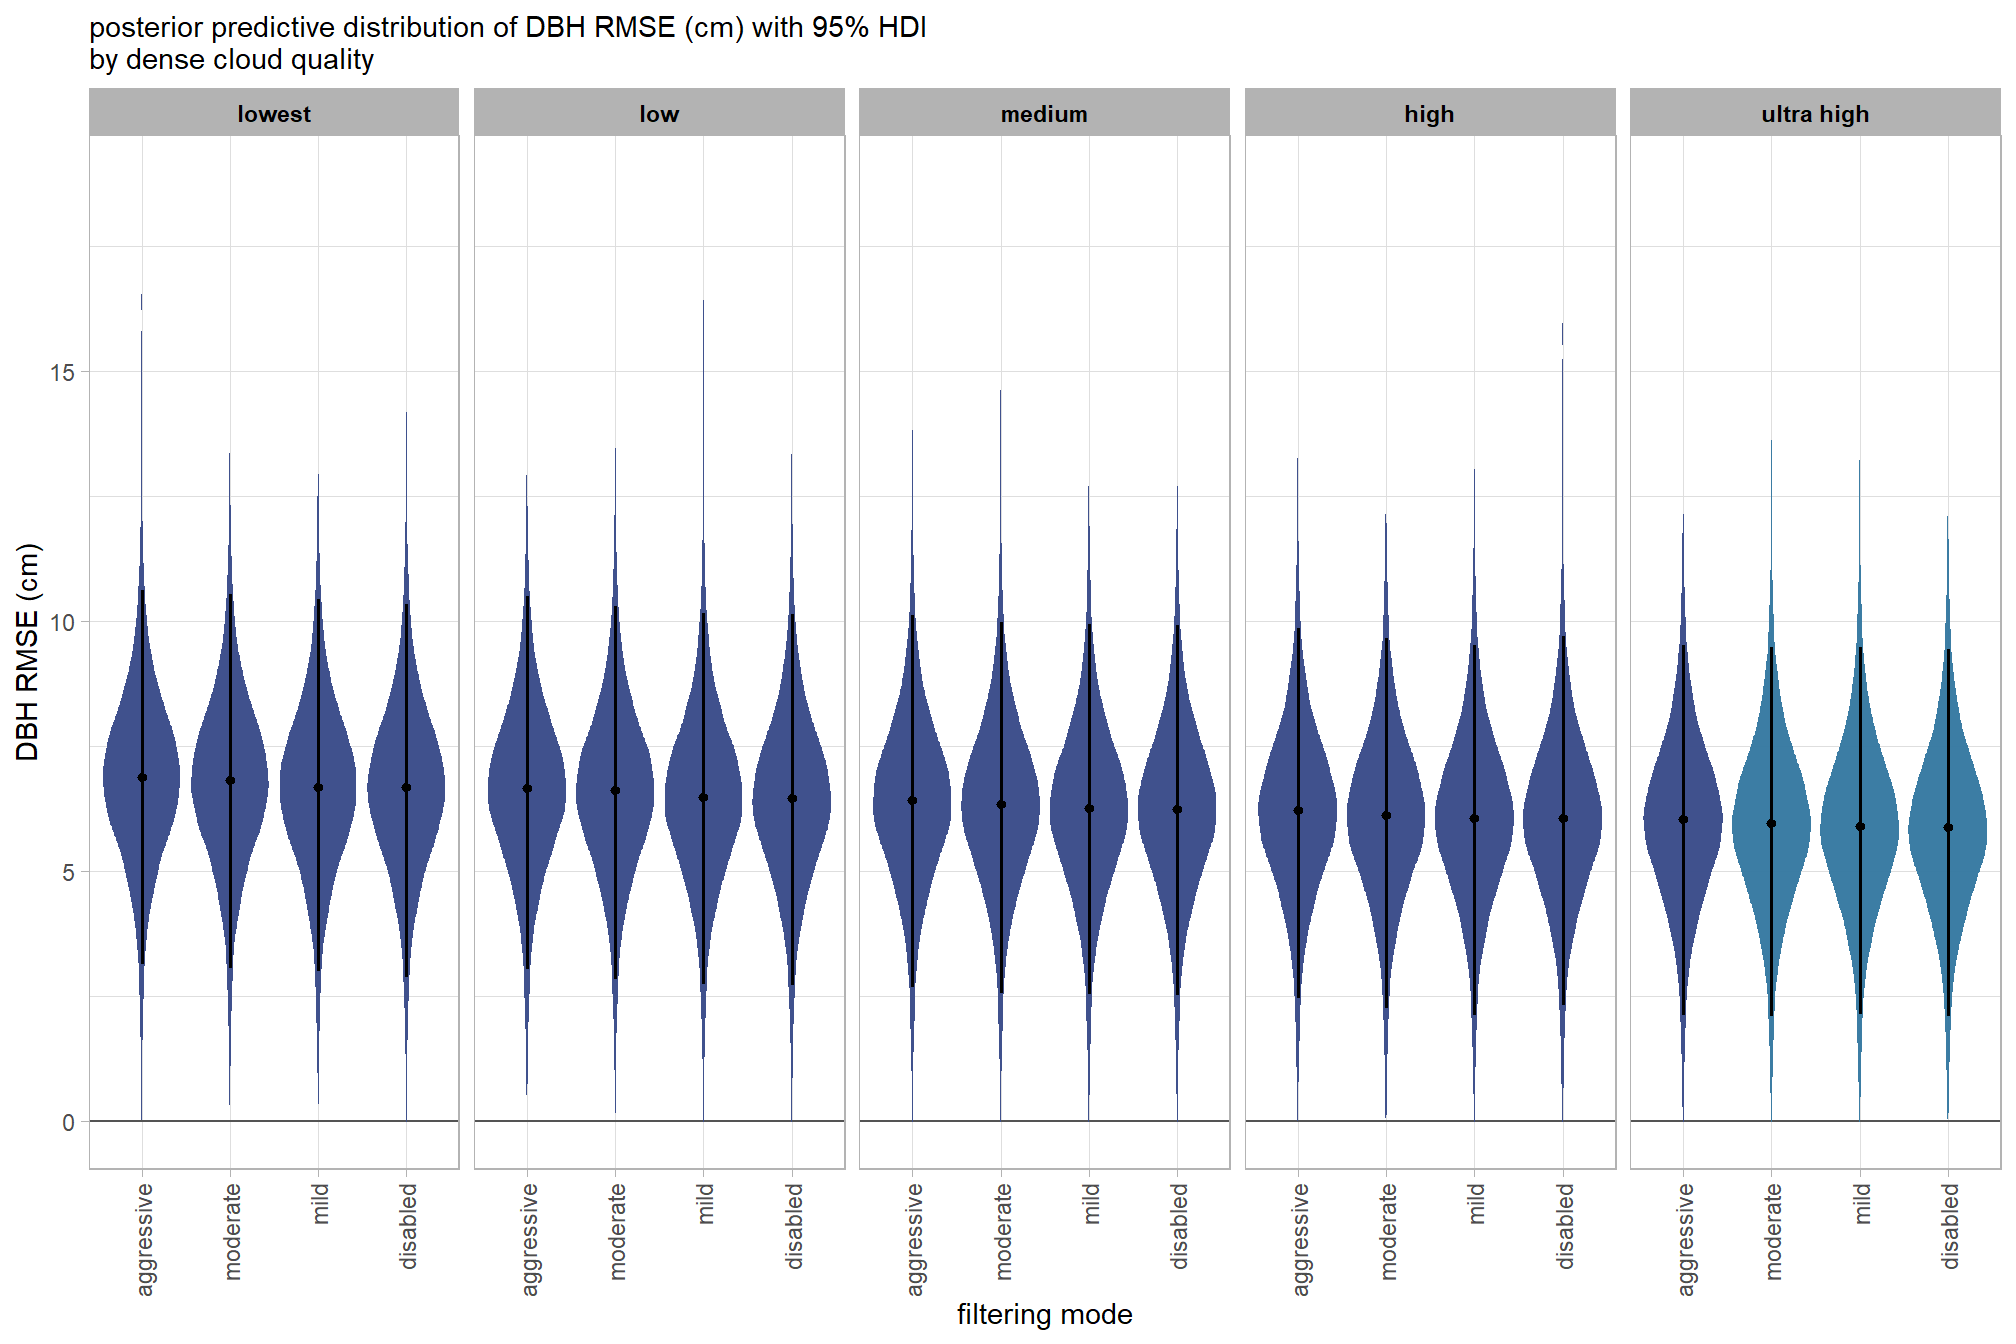 posterior predictive distribution of DBH RMSE (cm) with 95% HDI
by dense cloud quality
lowest
low
medium
high
ultra high
DBH RMSE (cm)
15
10
5
0
aggressive
moderate
mild
disabled
aggressive
moderate
mild
disabled
aggressive
moderate
mild
disabled
aggressive
moderate
mild
disabled
aggressive
moderate
mild
disabled
filtering mode